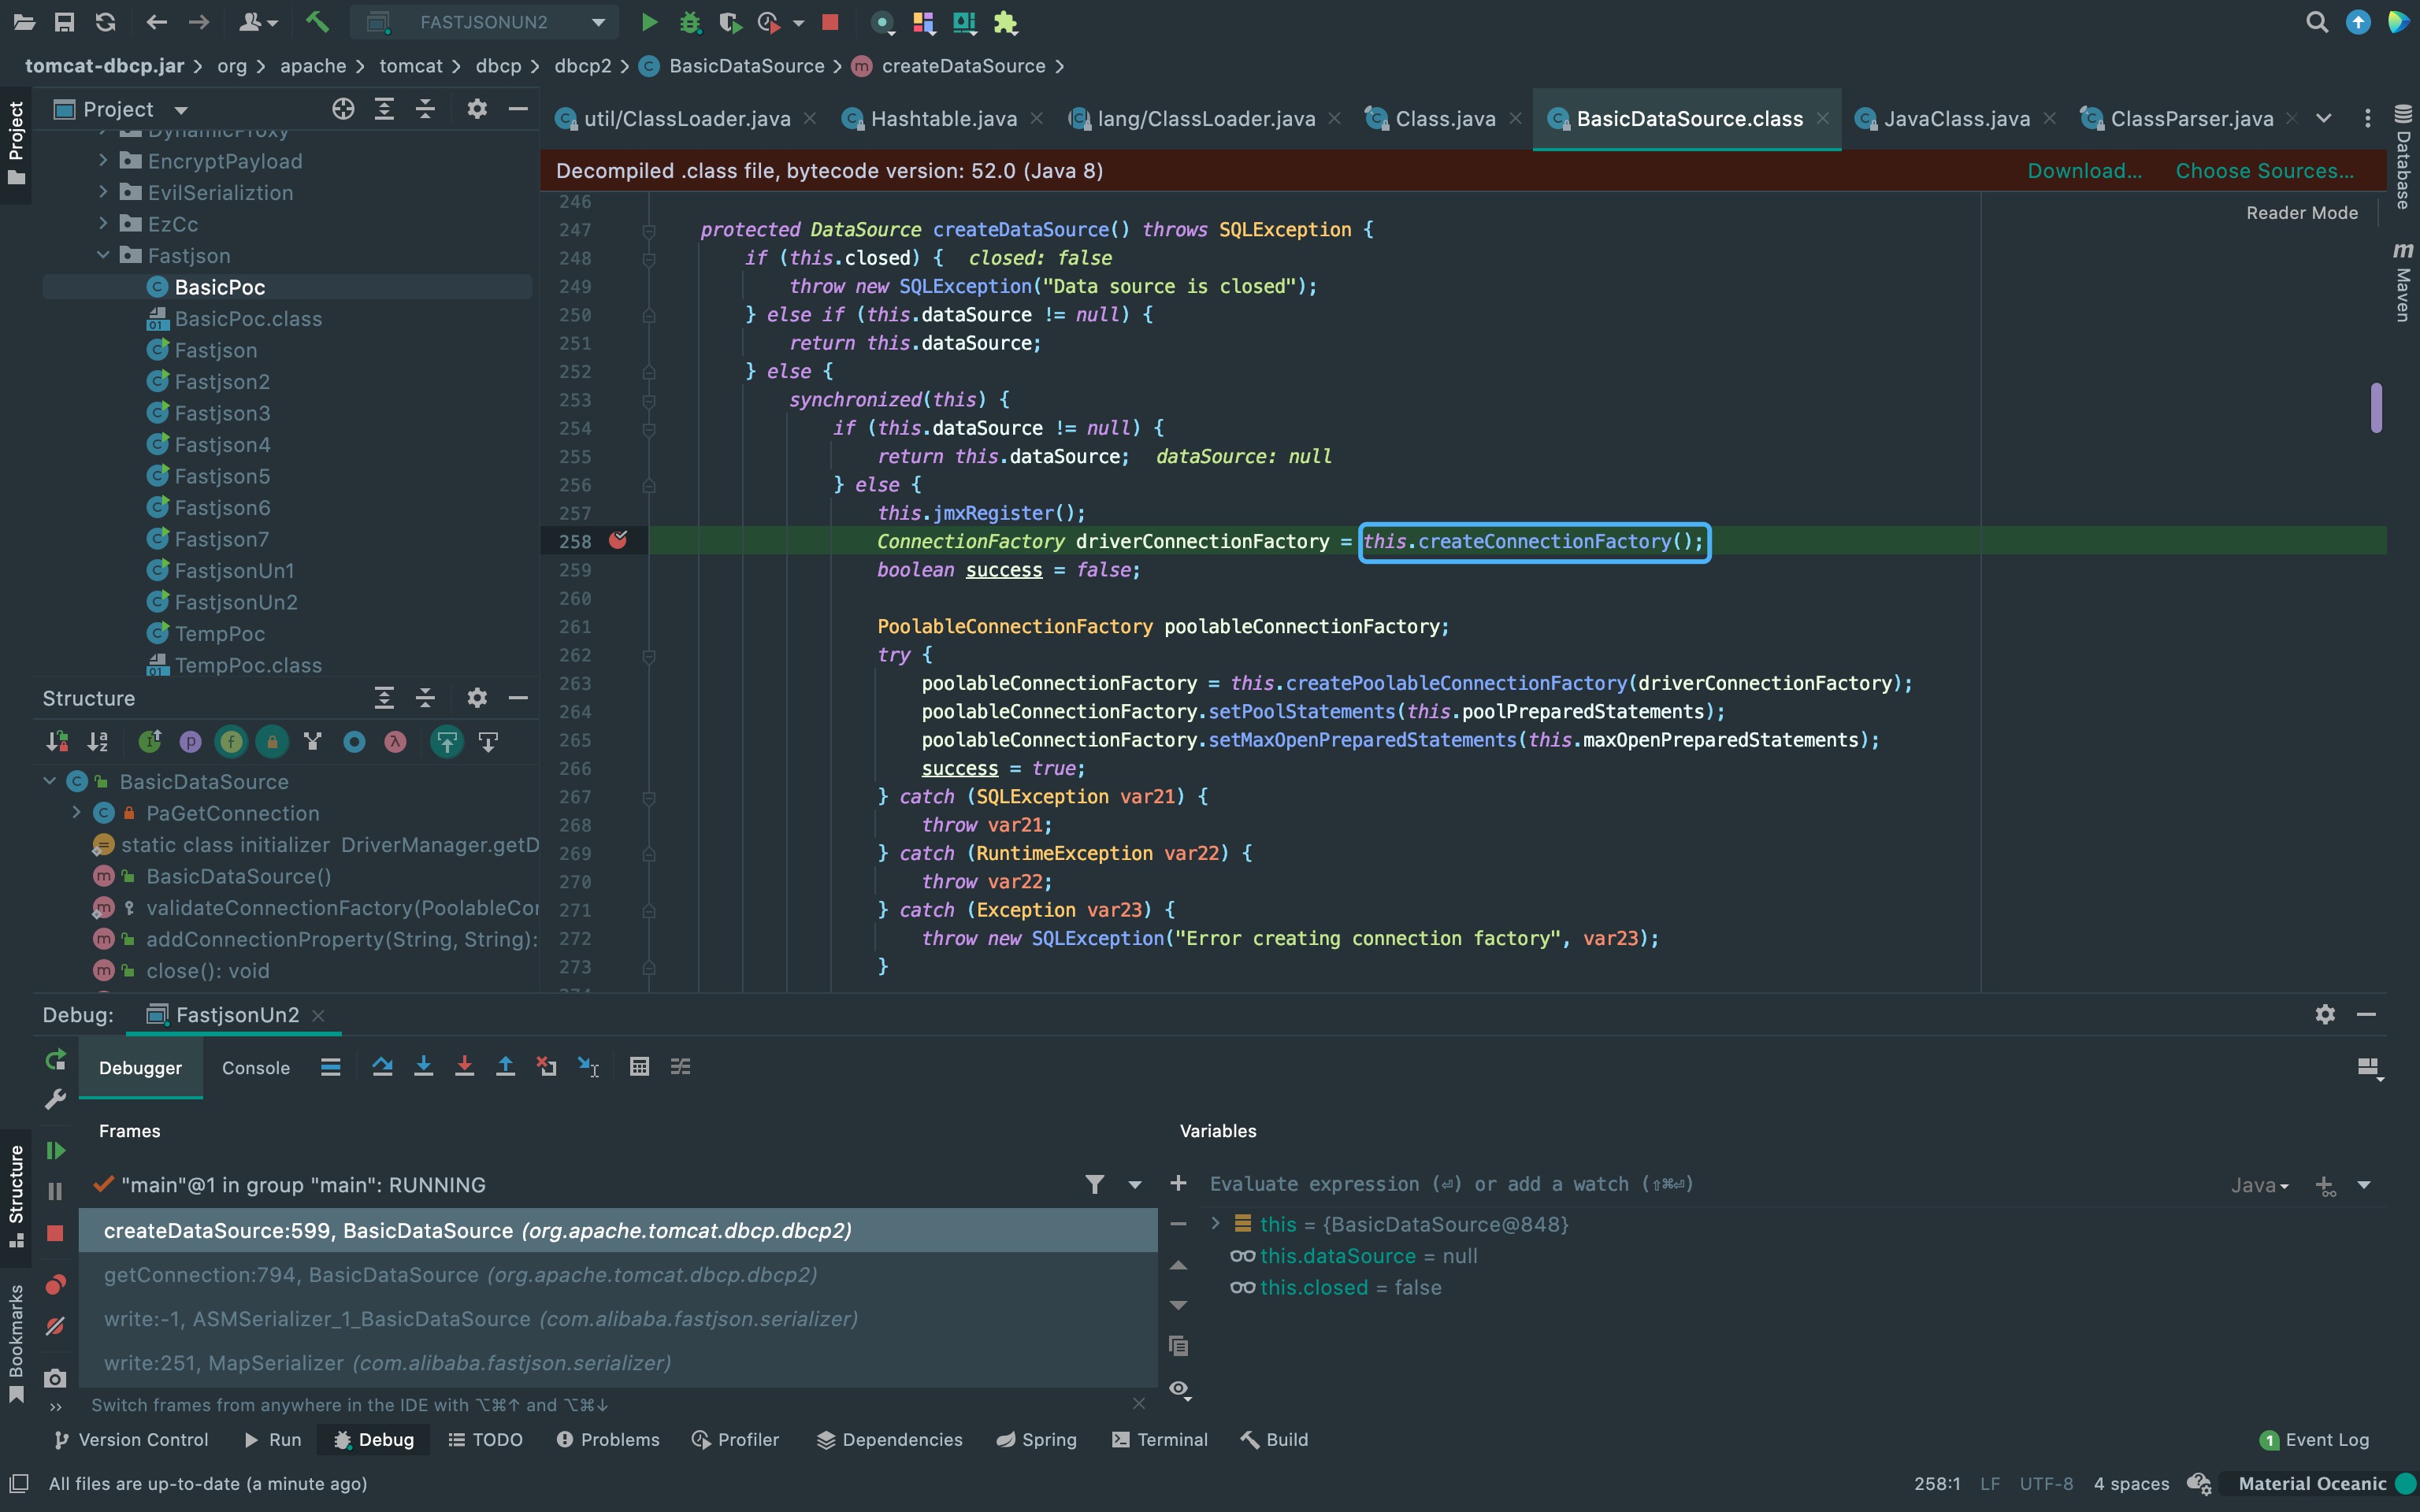 FASTJSONUN2
tomcat-dbcp.jar org apache tomcat dbcp dbcp2 BasicDataSource createDataSource
Project
DynamicProxy
EncryptPayload
EvilSerializtion
EzCc
Fastjson
BasicPoc
BasicPoc.class
Fastjson
Fastjson2
Fastjson3
Fastjson4
Fastjson5
Fastjson6
Fastjson7
FastjsonUn1
FastjsonUn2
TempPoc
TempPoc.class
Structure
BasicDataSource
PaGetConnection
static class initializer DriverManager.getD
BasicDataSource()
validateConnectionFactory(PoolableCor
addConnectionProperty(String, String):
close(): void
util/ClassLoader.java Hashtable.java lang/ClassLoader.java Class.java BasicDataSource.class JavaClass.java ClassParser.java
Decompiled .class file, bytecode version: 52.0 (Java 8) Download... Choose Sources...
Reader Mode
246
247 protected DataSource createDataSource() throws SQLException {
248 if (this.closed) { closed: false
249 throw new SQLException("Data source is closed");
250 } else if (this.dataSource != null) {
251 return this.dataSource;
252 } else {
253 synchronized(this) {
254 if (this.dataSource != null) {
255 return this.dataSource; dataSource: null
256 } else {
257 this.jmxRegister();
258 ConnectionFactory driverConnectionFactory = this.createConnectionFactory();
259 boolean success = false;
260
261 PoolableConnectionFactory poolableConnectionFactory;
262 try {
263 poolableConnectionFactory = this.createPoolableConnectionFactory(driverConnectionFactory);
264 poolableConnectionFactory.setPoolStatements(this.poolPreparedStatements);
265 poolableConnectionFactory.setMaxOpenPreparedStatements(this.maxOpenPreparedStatements);
266 success = true;
267 } catch (SQLException var21) {
268 throw var21;
269 } catch (RuntimeException var22) {
270 throw var22;
271 } catch (Exception var23) {
272 throw new SQLException("Error creating connection factory", var23);
273 }
Project
Structure
Bookmarks
Database
Maven
Debug: FastjsonUn2
Debugger Console
Frames
"main"@1 in group "main": RUNNING
createDataSource:599, BasicDataSource (org.apache.tomcat.dbcp.dbcp2)
getConnection:794, BasicDataSource (org.apache.tomcat.dbcp.dbcp2)
write:-1, ASMSerializer_1_BasicDataSource (com.alibaba.fastjson.serializer)
write:251, MapSerializer (com.alibaba.fastjson.serializer)
Switch frames from anywhere in the IDE with ⌥⌘↑ and ⌥⌘↓
Variables
Evaluate expression (⏎) or add a watch (⇧⌘⏎) Java
this = {BasicDataSource@848}
this.dataSource = null
this.closed = false
Version Control Run Debug TODO Problems Profiler Dependencies Spring Terminal Build 1 Event Log
All files are up-to-date (a minute ago) 258:1 LF UTF-8 4 spaces Material Oceanic